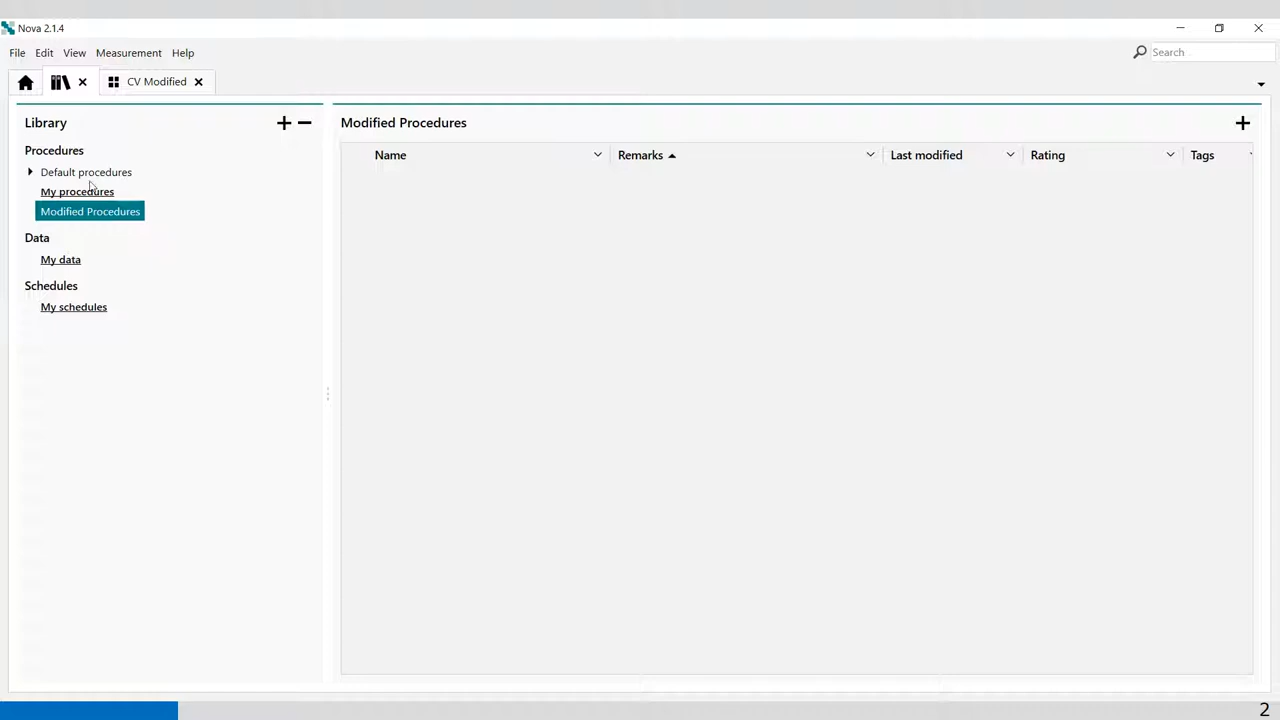 Nova 2.1.4
File Edit View Measurement Help
Search
CV Modified
Library
Modified Procedures
Procedures
Name Remarks Last modified Rating Tags
Default procedures
My procedures
Modified Procedures
Data
My data
Schedules
My schedules
2